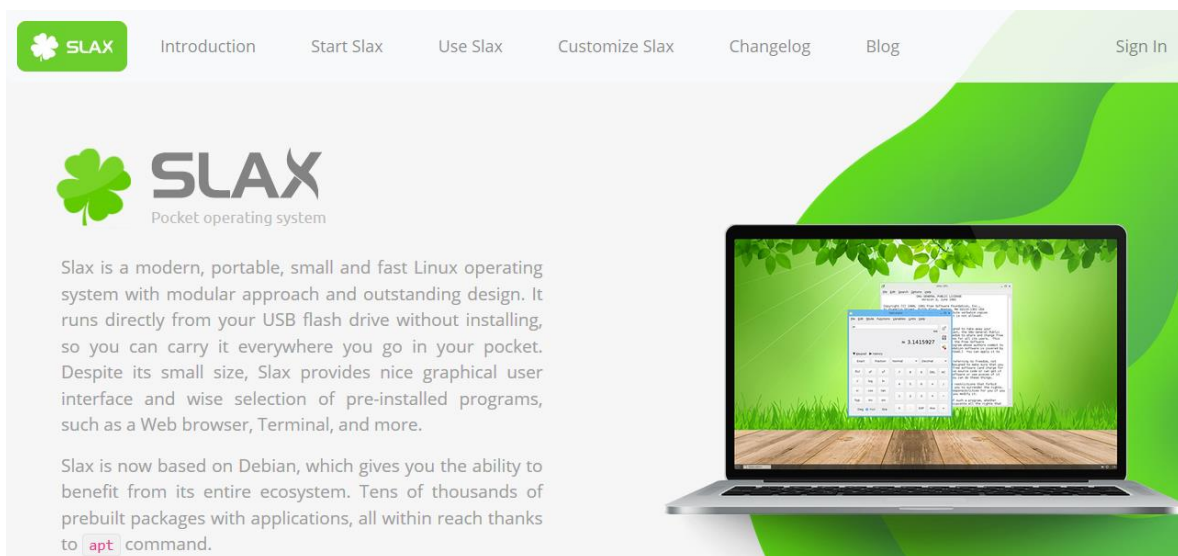 SLAX Introduction Start Slax Use Slax Customize Slax Changelog Blog Sign In
SLAX
Pocket operating system
Slax is a modern, portable, small and fast Linux operating
system with modular approach and outstanding design. It
runs directly from your USB flash drive without installing,
so you can carry it everywhere you go in your pocket.
Despite its small size, Slax provides nice graphical user
interface and wise selection of pre-installed programs,
such as a Web browser, Terminal, and more.
Slax is now based on Debian, which gives you the ability to
benefit from its entire ecosystem. Tens of thousands of
prebuilt packages with applications, all within reach thanks
to apt command.
= 3.1415927